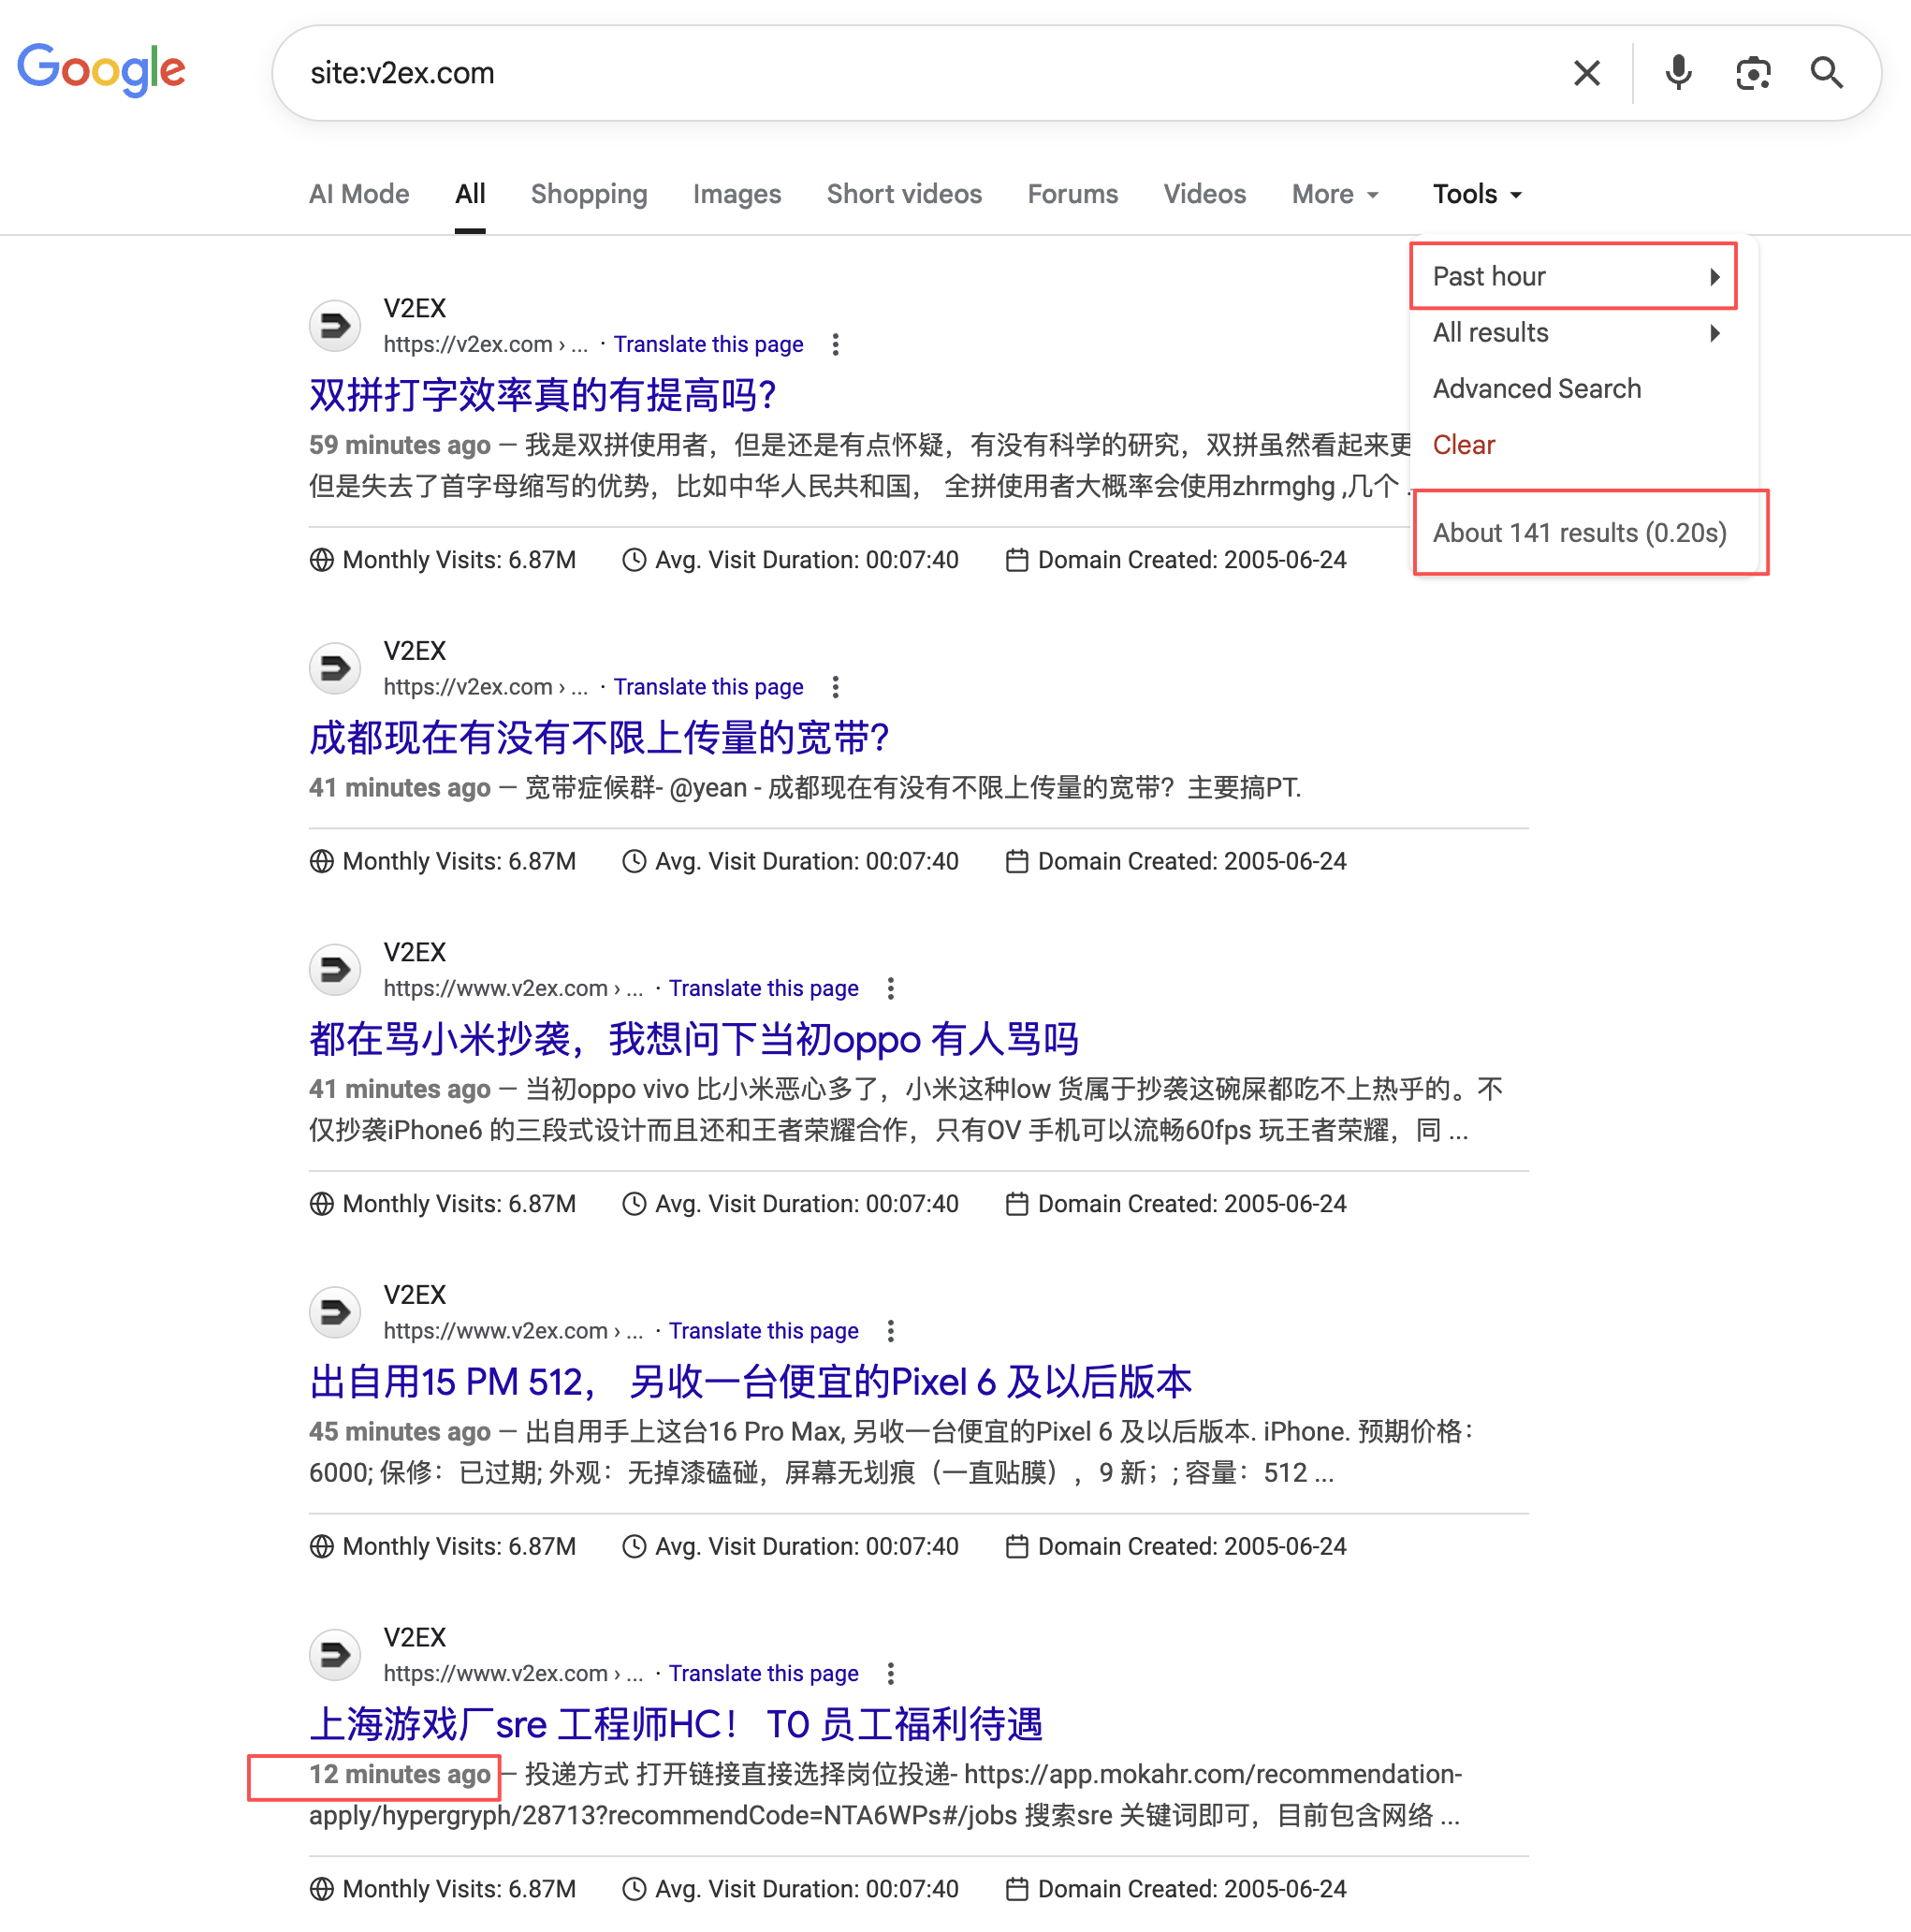 Google
site:v2ex.com
AI Mode All Shopping Images Short videos Forums Videos More Tools
Past hour
All results
Advanced Search
Clear
About 141 results (0.20s)
V2EX
https://v2ex.com › ... · Translate this page
双拼打字效率真的有提高吗？
59 minutes ago — 我是双拼使用者，但是还是有点怀疑，有没有科学的研究，双拼虽然看起来更
但是失去了首字母缩写的优势，比如中华人民共和国， 全拼使用者大概率会使用zhrmghg ,几个 ..
Monthly Visits: 6.87M Avg. Visit Duration: 00:07:40 Domain Created: 2005-06-24
V2EX
https://v2ex.com › ... · Translate this page
成都现在有没有不限上传量的宽带？
41 minutes ago — 宽带症候群- @yean - 成都现在有没有不限上传量的宽带？主要搞PT.
Monthly Visits: 6.87M Avg. Visit Duration: 00:07:40 Domain Created: 2005-06-24
V2EX
https://www.v2ex.com › ... · Translate this page
都在骂小米抄袭，我想问下当初oppo 有人骂吗
41 minutes ago — 当初oppo vivo 比小米恶心多了，小米这种low 货属于抄袭这碗屎都吃不上热乎的。不
仅抄袭iPhone6 的三段式设计而且还和王者荣耀合作，只有OV 手机可以流畅60fps 玩王者荣耀，同 ...
Monthly Visits: 6.87M Avg. Visit Duration: 00:07:40 Domain Created: 2005-06-24
V2EX
https://www.v2ex.com › ... · Translate this page
出自用15 PM 512， 另收一台便宜的Pixel 6 及以后版本
45 minutes ago — 出自用手上这台16 Pro Max, 另收一台便宜的Pixel 6 及以后版本. iPhone. 预期价格：
6000; 保修：已过期; 外观：无掉漆磕碰，屏幕无划痕（一直贴膜），9 新；; 容量：512 ...
Monthly Visits: 6.87M Avg. Visit Duration: 00:07:40 Domain Created: 2005-06-24
V2EX
https://www.v2ex.com › ... · Translate this page
上海游戏厂sre 工程师HC！ T0 员工福利待遇
12 minutes ago — 投递方式 打开链接直接选择岗位投递- https://app.mokahr.com/recommendation-
apply/hypergryph/28713?recommendCode=NTA6WPs#/jobs 搜索sre 关键词即可，目前包含网络 ...
Monthly Visits: 6.87M Avg. Visit Duration: 00:07:40 Domain Created: 2005-06-24